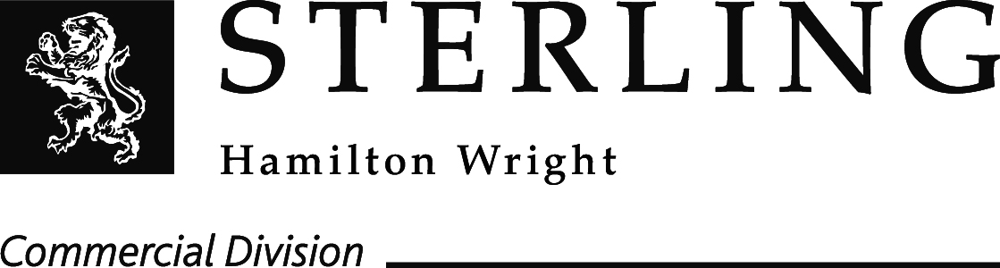 STERLING
Hamilton Wright
Commercial Division